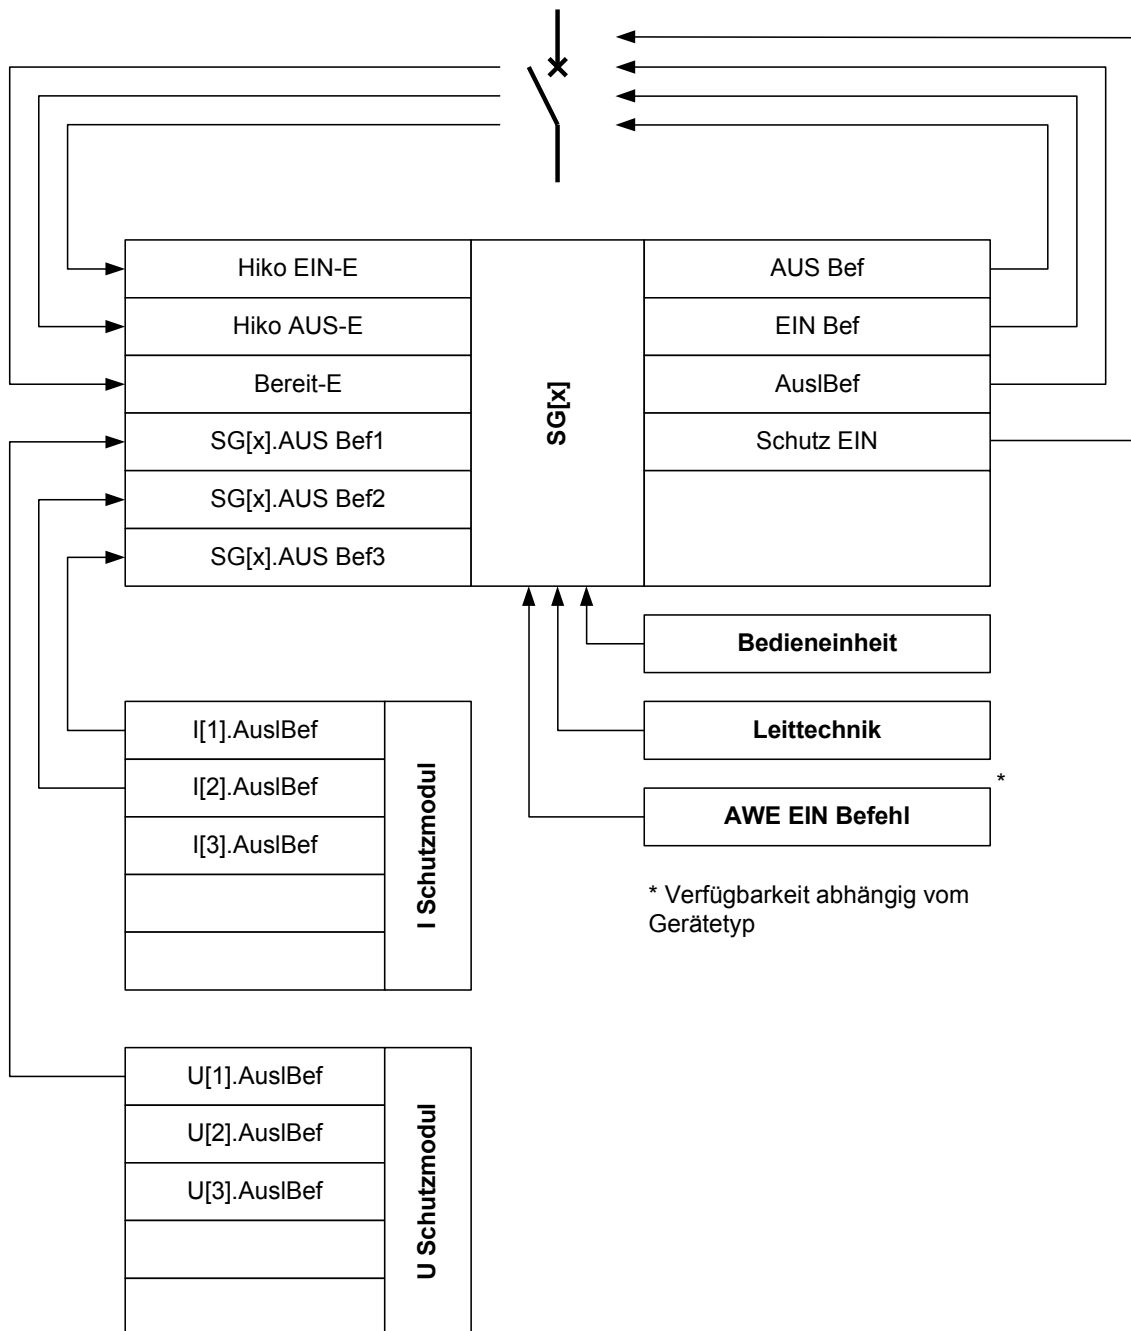 Hiko EIN-E
Hiko AUS-E
Bereit-E
SG[x].AUS Bef1
SG[x].AUS Bef2
SG[x].AUS Bef3
SG[x]
AUS Bef
EIN Bef
AuslBef
Schutz EIN
Bedieneinheit
Leittechnik
AWE EIN Befehl
*
* Verfügbarkeit abhängig vom
Gerätetyp
I[1].AuslBef
I[2].AuslBef
I[3].AuslBef
I Schutzmodul
U[1].AuslBef
U[2].AuslBef
U[3].AuslBef
U Schutzmodul